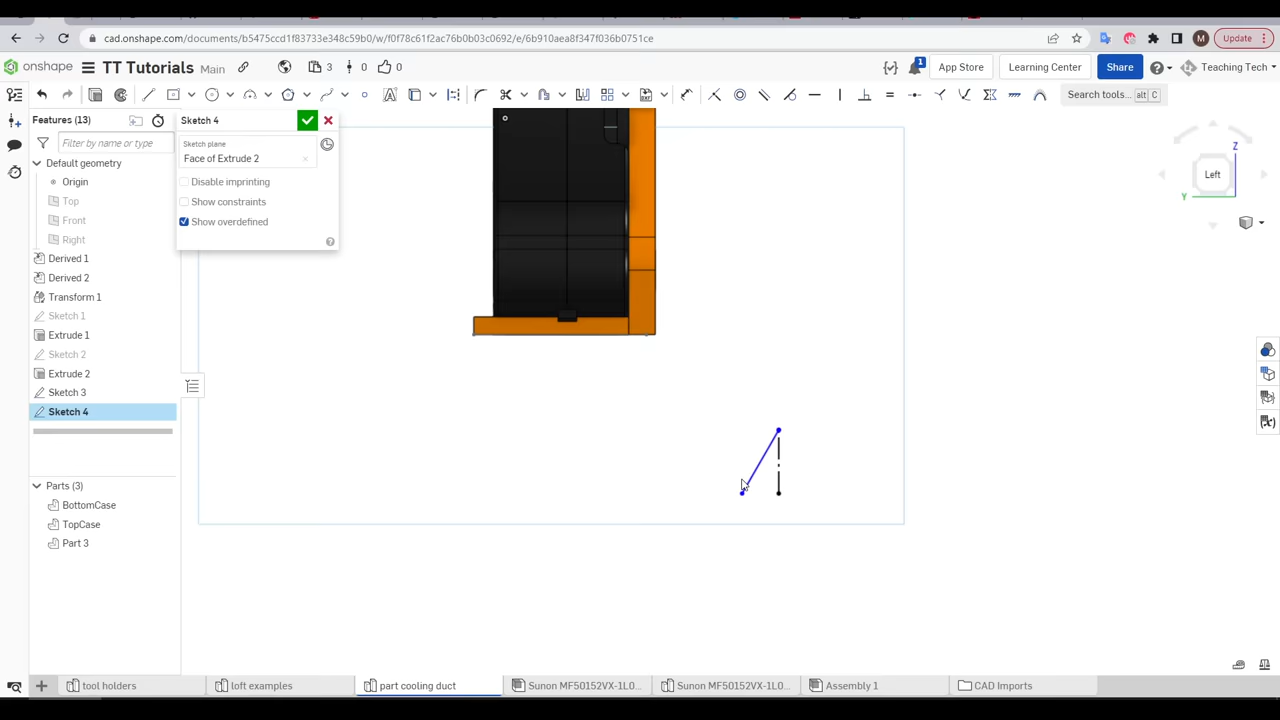 cad.onshape.com/documents/b5475ccd1f83733e348c59b0/w/f0f78c61f2ac76b0b03c0692/e/6b910aea8f347f036b0751ce
M
Update
onshape
TT Tutorials
Main
3
0
0
1
App Store
Learning Center
Share
Teaching Tech
Search tools...
alt
C
Features (13)
Filter by name or type
Default geometry
Origin
Top
Front
Right
Derived 1
Derived 2
Transform 1
Sketch 1
Extrude 1
Sketch 2
Extrude 2
Sketch 3
Sketch 4
Parts (3)
BottomCase
TopCase
Part 3
Sketch 4
Sketch plane
Face of Extrude 2
Disable imprinting
Show constraints
Show overdefined
Z
Left
Y
tool holders
loft examples
part cooling duct
Sunon MF50152VX-1L0...
Sunon MF50152VX-1L0...
Assembly 1
CAD Imports